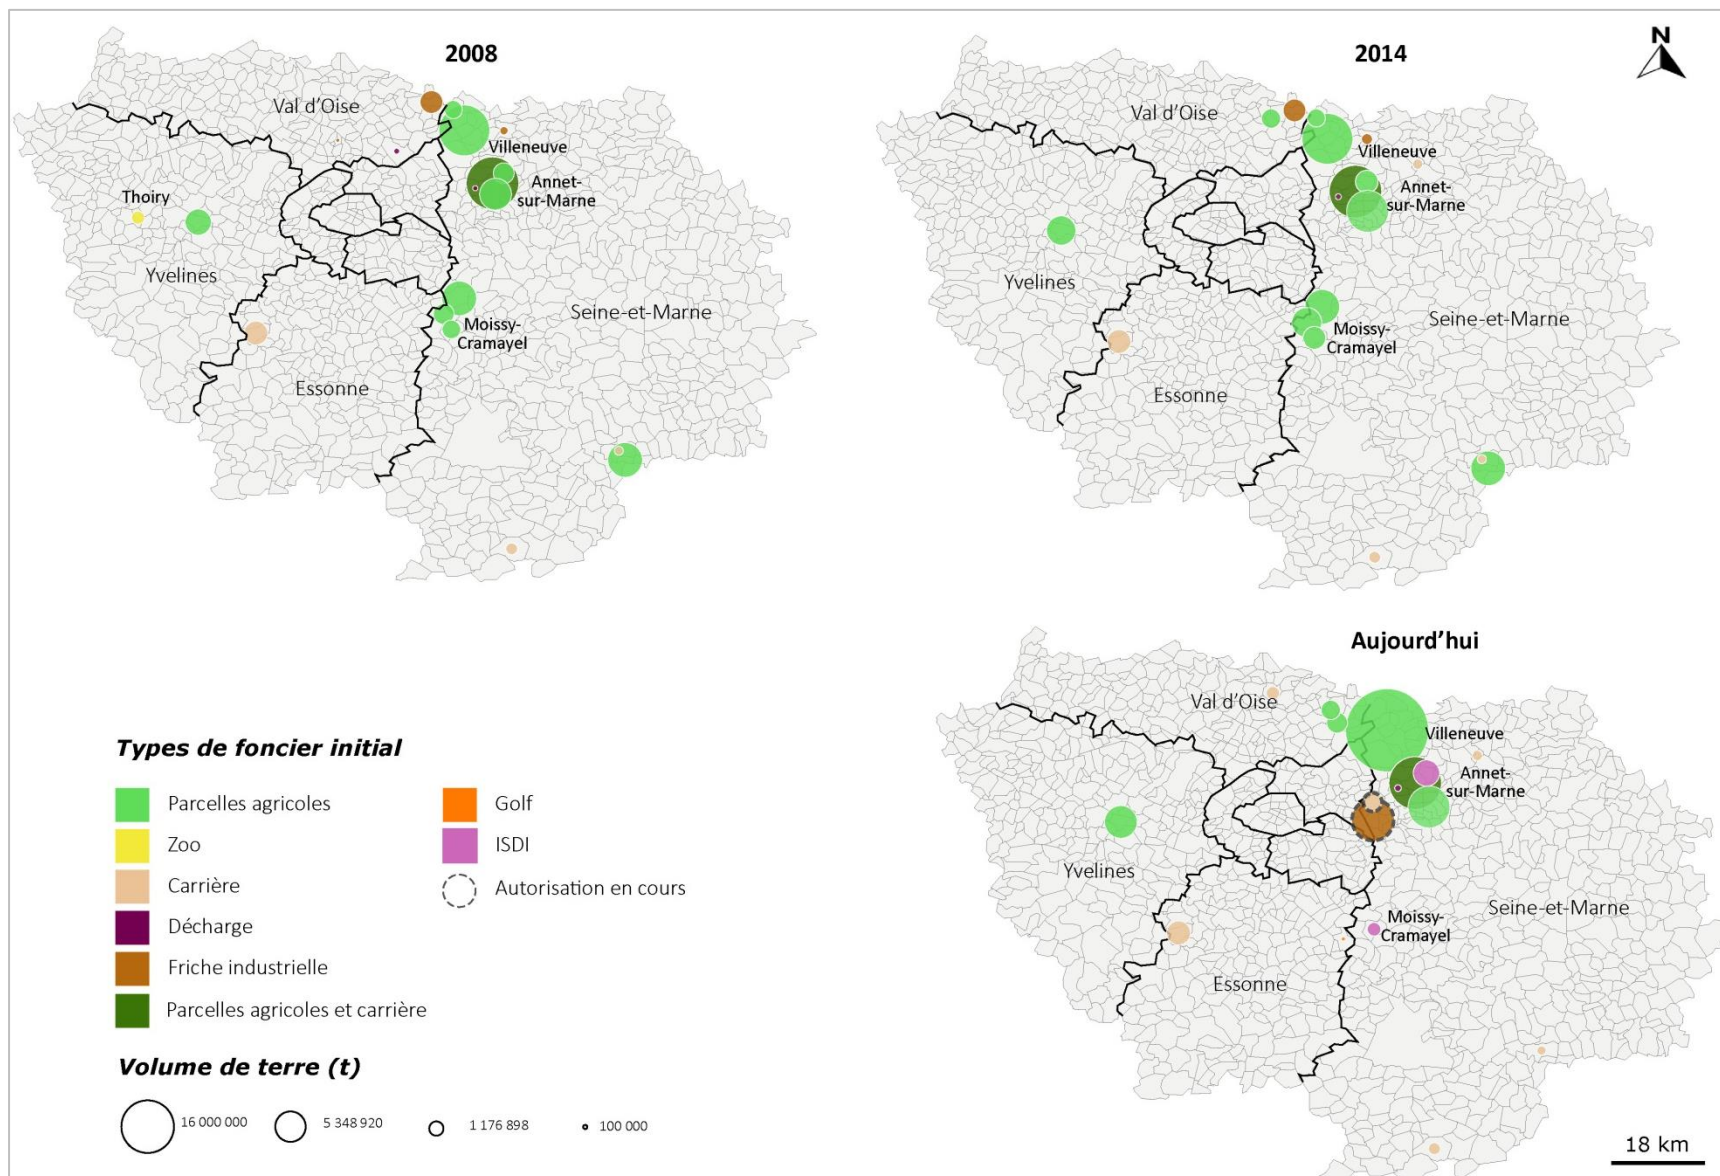 2008
Val d'Oise
Villeneuve
Thoiry
Annet-
sur-Marne
Yvelines
Seine-et-Marne
Moissy-
Cramayel
Essonne
2014
N
Val d'Oise
Villeneuve
Annet-
sur-Marne
Yvelines
Seine-et-Marne
Moissy-
Cramayel
Essonne
Aujourd'hui
Val d'Oise
Villeneuve
Annet-
sur-Marne
Yvelines
Seine-et-Marne
Moissy-
Cramayel
Essonne
18 km
Types de foncier initial
Parcelles agricoles
Zoo
Carrière
Décharge
Friche industrielle
Parcelles agricoles et carrière
Golf
ISDI
Autorisation en cours
Volume de terre (t)
16 000 000
5 348 920
1 176 898
100 000